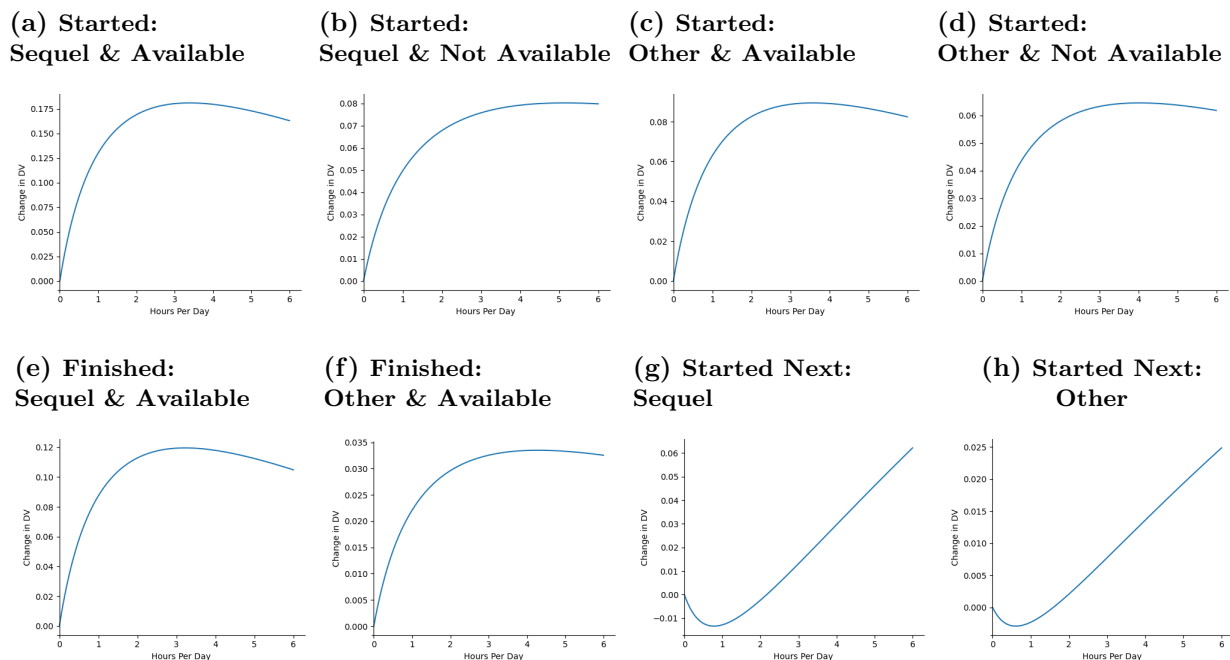 (a) Started:
Sequel & Available
0.175
0.150
0.125
0.100
0.075
0.050
0.025
0.000
Change in DV
0 1 2 3 4 5 6
Hours Per Day
(b) Started:
Sequel & Not Available
0.08
0.07
0.06
0.05
0.04
0.03
0.02
0.01
0.00
Change in DV
0 1 2 3 4 5 6
Hours Per Day
(c) Started:
Other & Available
0.08
0.06
0.04
0.02
0.00
Change in DV
0 1 2 3 4 5 6
Hours Per Day
(d) Started:
Other & Not Available
0.06
0.05
0.04
0.03
0.02
0.01
0.00
Change in DV
0 1 2 3 4 5 6
Hours Per Day
(e) Finished:
Sequel & Available
0.12
0.10
0.08
0.06
0.04
0.02
0.00
Change in DV
0 1 2 3 4 5 6
Hours Per Day
(f) Finished:
Other & Available
0.035
0.030
0.025
0.020
0.015
0.010
0.005
0.000
Change in DV
0 1 2 3 4 5 6
Hours Per Day
(g) Started Next:
Sequel
0.06
0.05
0.04
0.03
0.02
0.01
0.00
−0.01
Change in DV
0 1 2 3 4 5 6
Hours Per Day
(h) Started Next:
Other
0.025
0.020
0.015
0.010
0.005
0.000
Change in DV
0 1 2 3 4 5 6
Hours Per Day